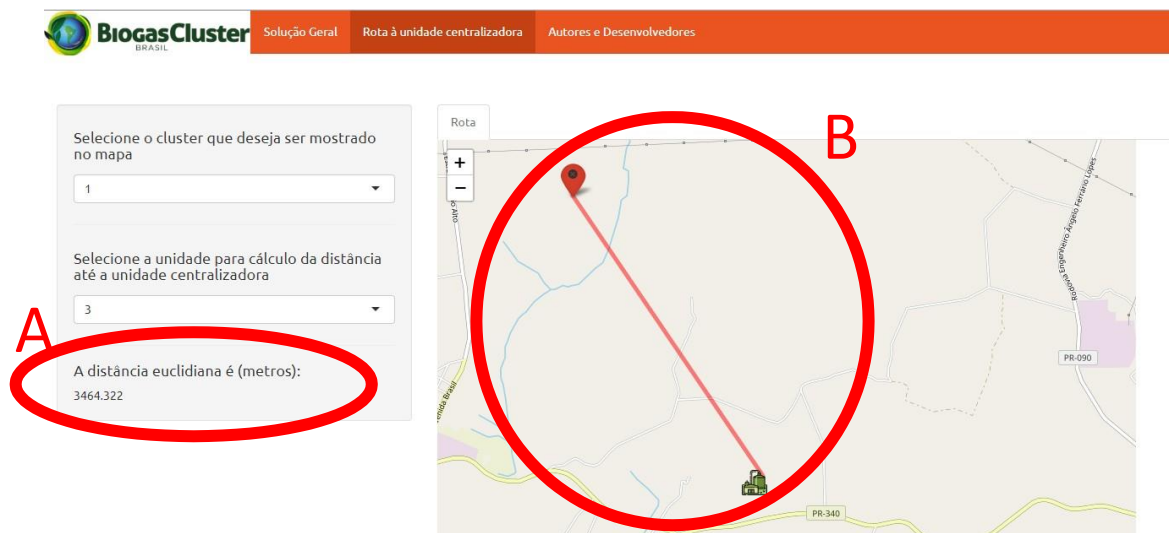 BIOGASCLUSTER
BRASIL
Solução Geral
Rota à unidade centralizadora
Autores e Desenvolvedores
Selecione o cluster que deseja ser mostrado
no mapa
1
Selecione a unidade para cálculo da distância
até a unidade centralizadora
3
A
A distância euclidiana é (metros):
3464.322
Rota
B
+
−
Rodovia Engenheiro Ângelo Ferrário Lopes
PR-090
PR-340